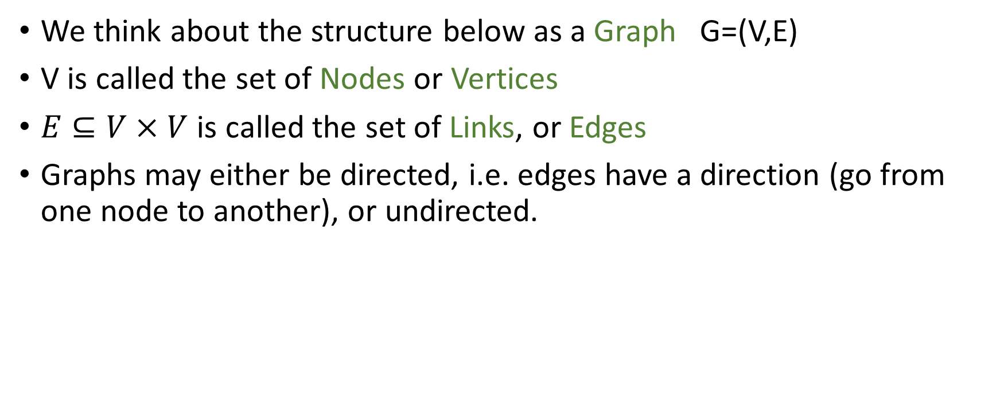 • We think about the structure below as a Graph G=(V,E)
• V is called the set of Nodes or Vertices
• E ⊆ V × V is called the set of Links, or Edges
• Graphs may either be directed, i.e. edges have a direction (go from
one node to another), or undirected.